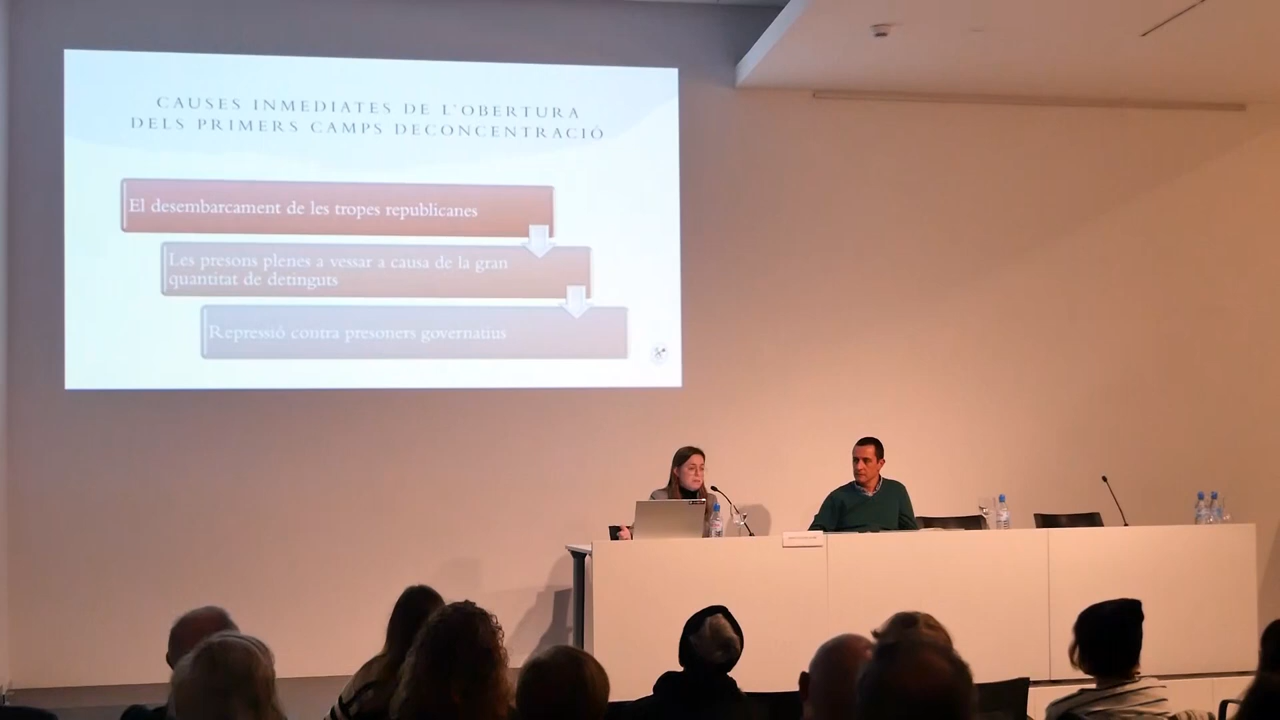 CAUSES INMEDIATES DE L'OBERTURA
DELS PRIMERS CAMPS DECONCENTRACIÓ
El desembarcament de les tropes republicanes
Les presons plenes a vessar a causa de la gran
quantitat de detinguts
Repressió contra presoners governatius